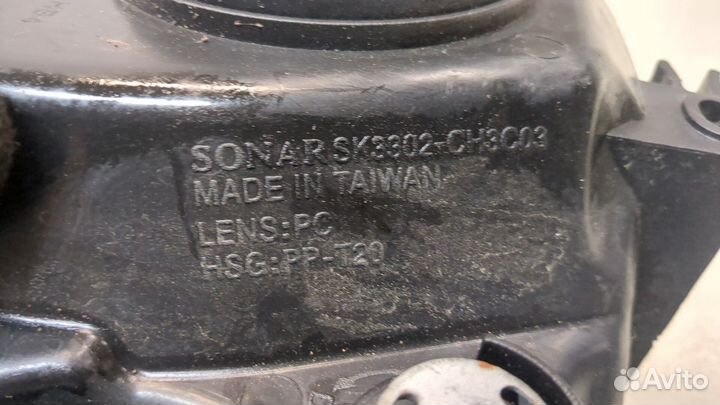 SONAR SK3302-CH3C03
MADE IN TAIWAN
LENS:PC
HSG:PP-T20
Avito